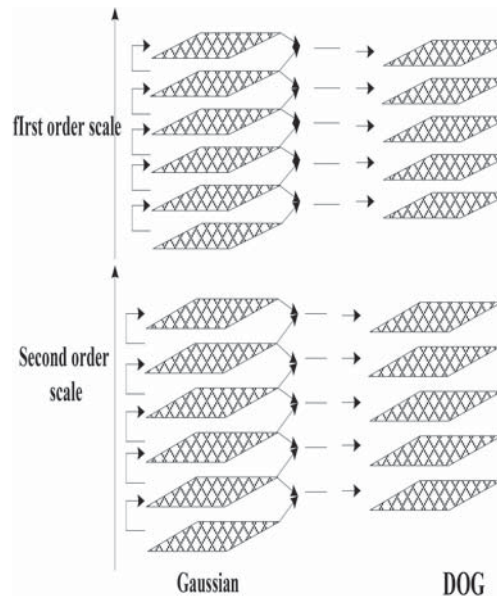 fIrst order scale
Second order
scale
Gaussian
DOG